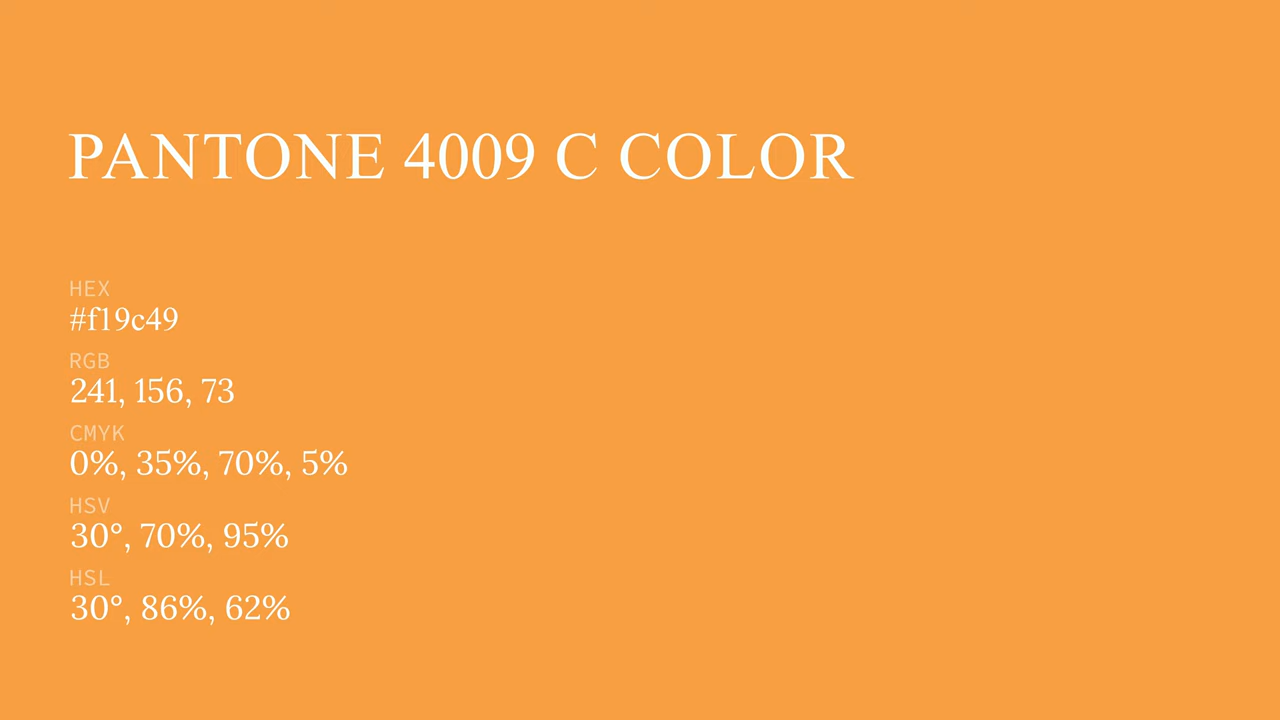 PANTONE 4009 C COLOR
HEX
#f19c49
RGB
241, 156, 73
CMYK
0%, 35%, 70%, 5%
HSV
30°, 70%, 95%
HSL
30°, 86%, 62%